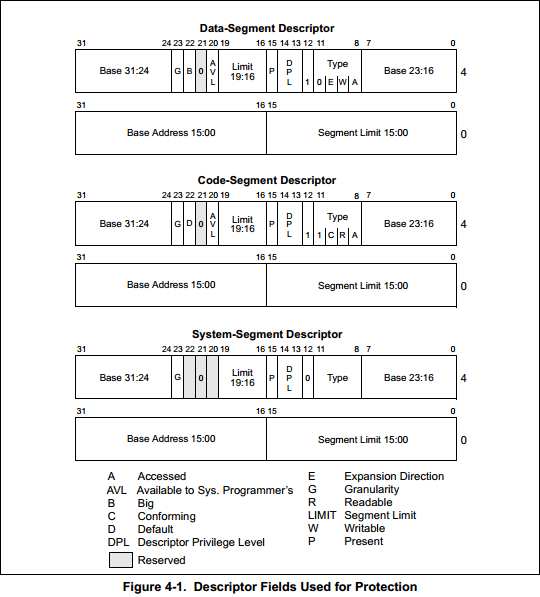 Data-Segment Descriptor
31 24 23 22 21 20 19 16 15 14 13 12 11 8 7 0
Base 31:24 G B 0 AVL Limit 19:16 P DPL 1 0 E W A Type Base 23:16 4
31 16 15 0
Base Address 15:00 Segment Limit 15:00 0
Code-Segment Descriptor
31 24 23 22 21 20 19 16 15 14 13 12 11 8 7 0
Base 31:24 G D 0 AVL Limit 19:16 P DPL 1 1 C R A Type Base 23:16 4
31 16 15 0
Base Address 15:00 Segment Limit 15:00 0
System-Segment Descriptor
31 24 23 22 21 20 19 16 15 14 13 12 11 8 7 0
Base 31:24 G 0 Limit 19:16 P DPL 0 Type Base 23:16 4
31 16 15 0
Base Address 15:00 Segment Limit 15:00 0
A Accessed E Expansion Direction
AVL Available to Sys. Programmer's G Granularity
B Big R Readable
C Conforming LIMIT Segment Limit
D Default W Writable
DPL Descriptor Privilege Level P Present
Reserved
Figure 4-1. Descriptor Fields Used for Protection